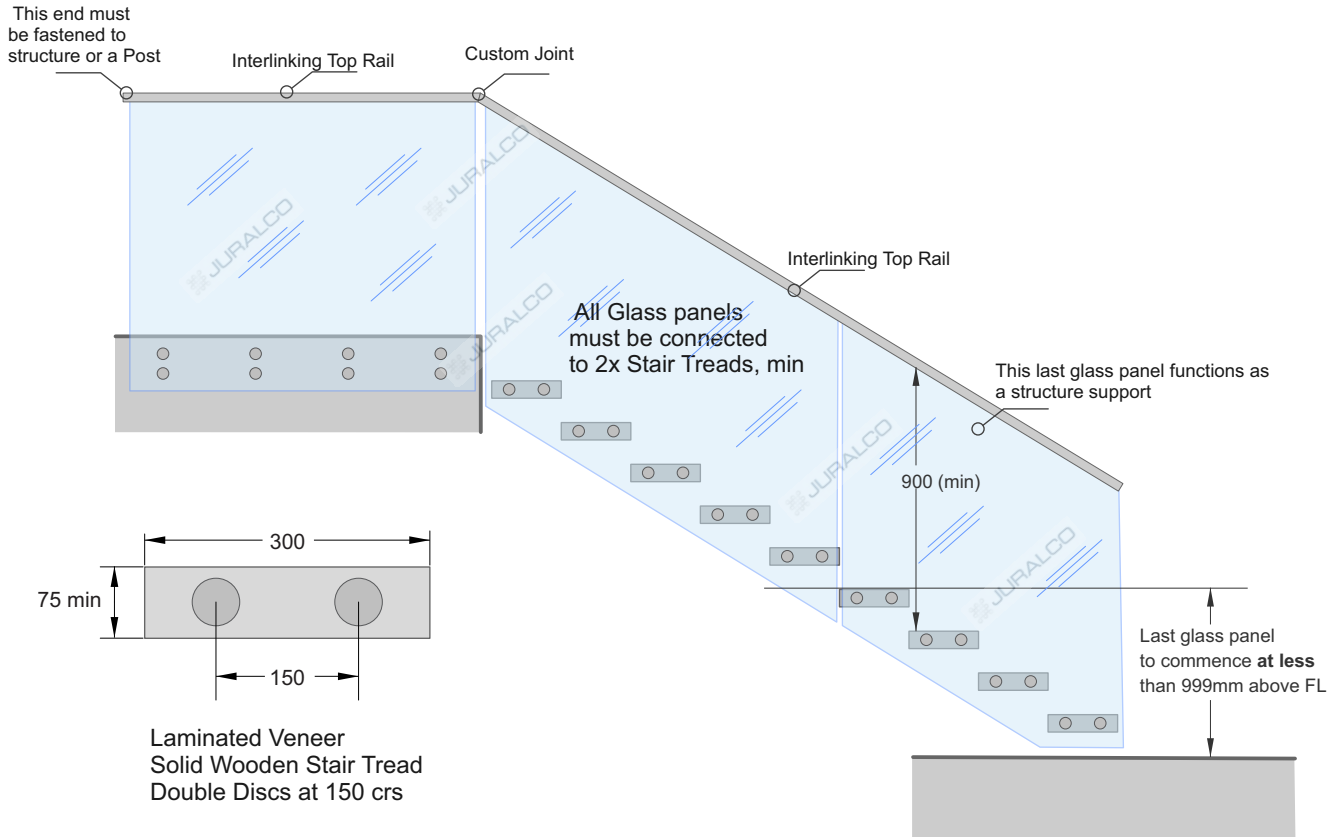 This end must
be fastened to
structure or a Post
Interlinking Top Rail
Custom Joint
JURALCO
JURALCO
JURALCO
Interlinking Top Rail
All Glass panels
must be connected
to 2x Stair Treads, min
This last glass panel functions as
a structure support
JURALCO
900 (min)
JURALCO
300
75 min
150
Last glass panel
to commence at less
than 999mm above FL
Laminated Veneer
Solid Wooden Stair Tread
Double Discs at 150 crs